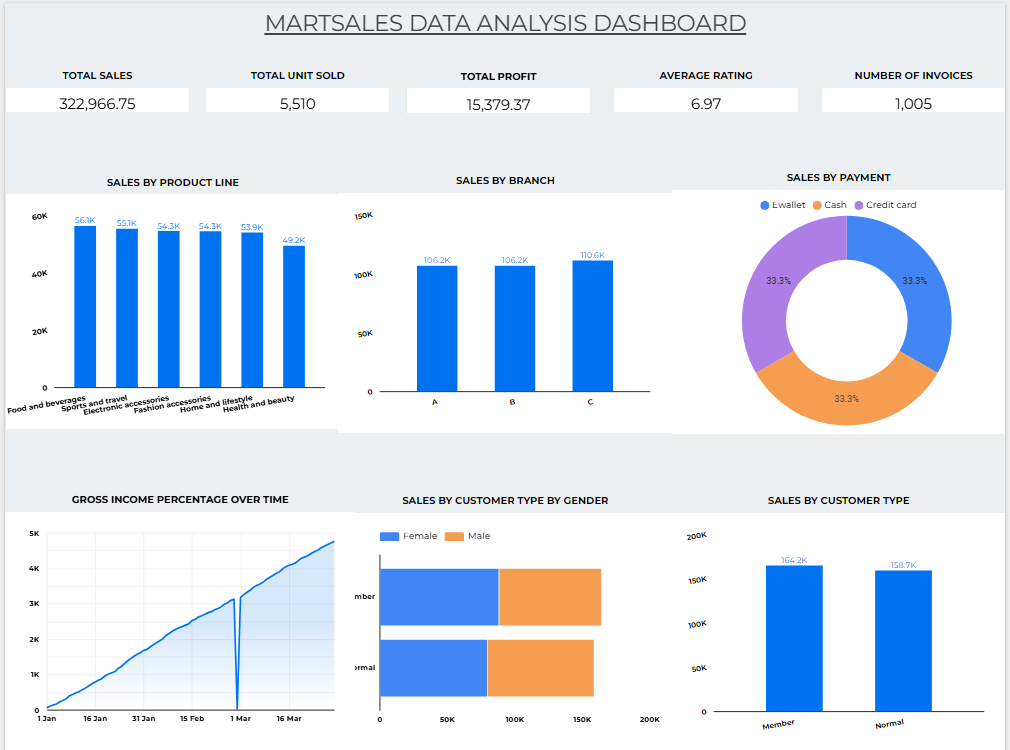 MARTSALES DATA ANALYSIS DASHBOARD
TOTAL SALES
322,966.75
TOTAL UNIT SOLD
5,510
TOTAL PROFIT
15,379.37
AVERAGE RATING
6.97
NUMBER OF INVOICES
1,005
SALES BY PRODUCT LINE
60K
40K
20K
0
56.1K
55.1K
54.3K
54.3K
53.9K
49.2K
Food and beverages
Sports and travel
Electronic accessories
Fashion accessories
Home and lifestyle
Health and beauty
SALES BY BRANCH
150K
100K
50K
0
106.2K
106.2K
110.6K
A
B
C
SALES BY PAYMENT
Ewallet
Cash
Credit card
33.3%
33.3%
33.3%
GROSS INCOME PERCENTAGE OVER TIME
5K
4K
3K
2K
1K
0
1 Jan
16 Jan
31 Jan
15 Feb
1 Mar
16 Mar
SALES BY CUSTOMER TYPE BY GENDER
Female
Male
mber
ormal
0
50K
100K
150K
200K
SALES BY CUSTOMER TYPE
200K
150K
100K
50K
0
164.2K
158.7K
Member
Normal